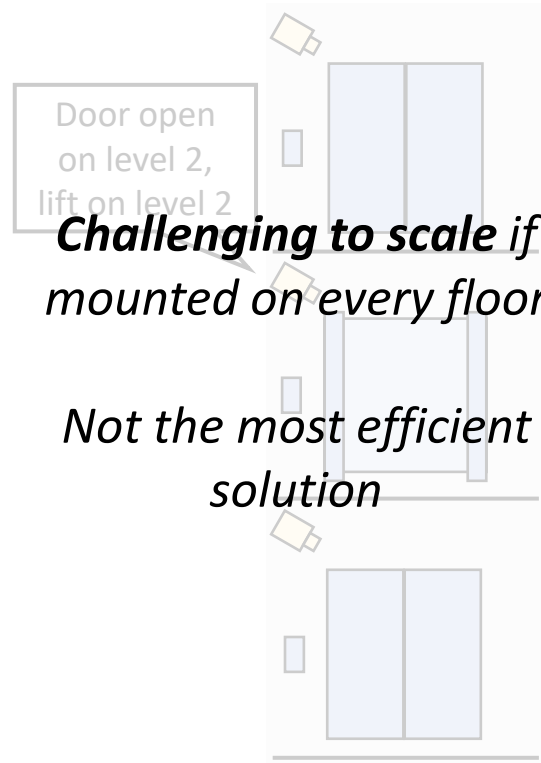 Door open
on level 2,
lift on level 2
Challenging to scale if
mounted on every floor
Not the most efficient
solution